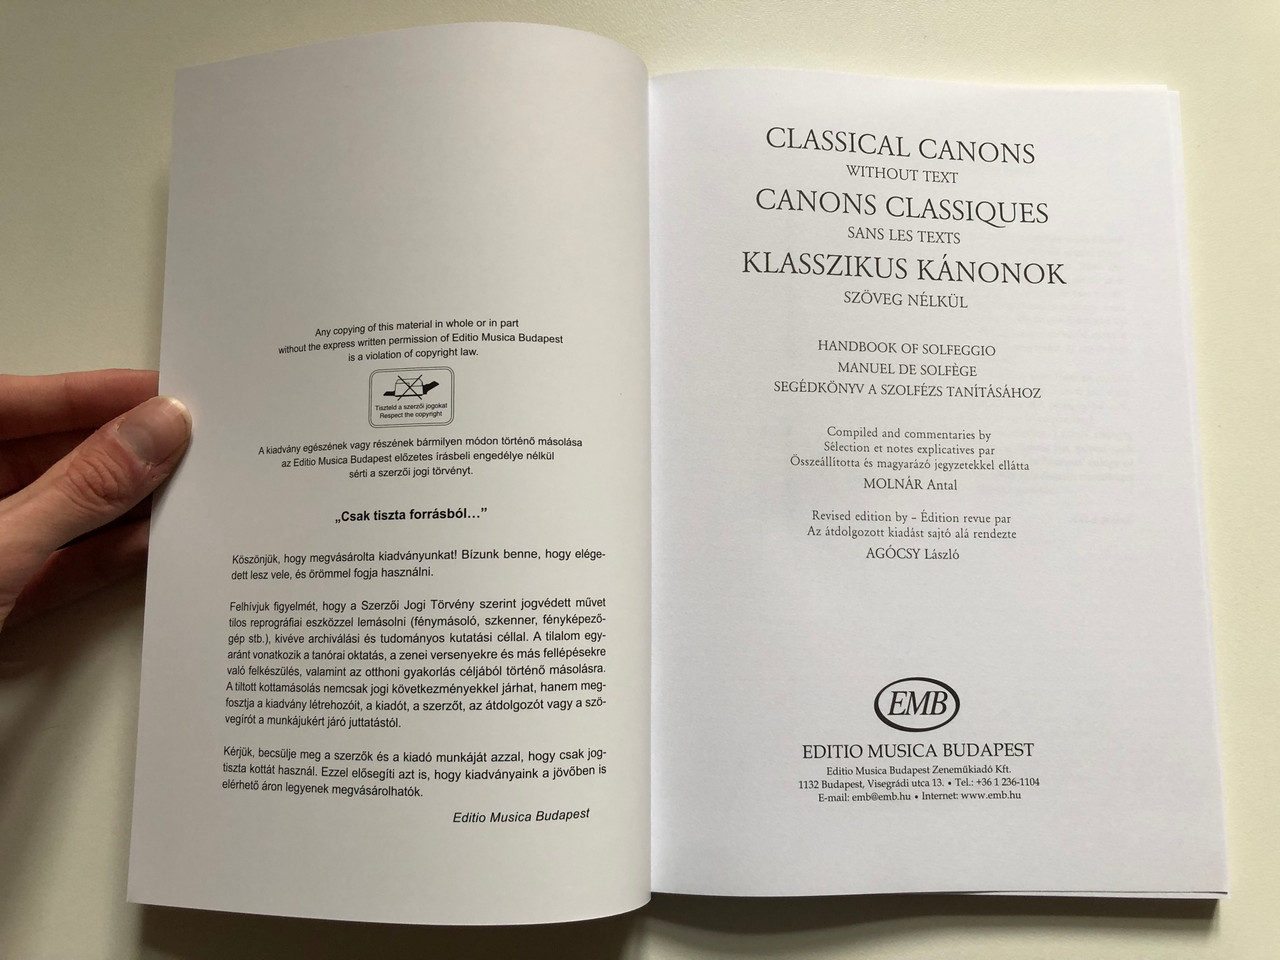 Any copying of this material in whole or in part
without the express written permission of Editio Musica Budapest
is a violation of copyright law.
Tiszteld a szerzői jogokat
Respect the copyright
A kiadvány egészének vagy részének bármilyen módon történő másolása
az Editio Musica Budapest előzetes írásbeli engedélye nélkül
sérti a szerzői jogi törvényt.
„Csak tiszta forrásból…”
Köszönjük, hogy megvásárolta kiadványunkat! Bízunk benne, hogy elége-
dett lesz vele, és örömmel fogja használni.
Felhívjuk figyelmét, hogy a Szerzői Jogi Törvény szerint jogvédett művet
tilos reprográfiai eszközzel lemásolni (fénymásoló, szkenner, fényképező-
gép stb.), kivéve archiválási és tudományos kutatási céllal. A tilalom egy-
aránt vonatkozik a tanórai oktatás, a zenei versenyekre és más fellépésekre
való felkészülés, valamint az otthoni gyakorlás céljából történő másolásra.
A tiltott kottamásolás nemcsak jogi következményekkel járhat, hanem meg-
fosztja a kiadvány létrehozóit, a kiadót, a szerzőt, az átdolgozót vagy a szö-
vegírót a munkájukért járó juttatástól.
Kérjük, becsülje meg a szerzők és a kiadó munkáját azzal, hogy csak jog-
tiszta kottát használ. Ezzel elősegíti azt is, hogy kiadványaink a jövőben is
elérhető áron legyenek megvásárolhatók.
Editio Musica Budapest
CLASSICAL CANONS
WITHOUT TEXT
CANONS CLASSIQUES
SANS LES TEXTS
KLASSZIKUS KÁNONOK
SZÖVEG NÉLKÜL
HANDBOOK OF SOLFEGGIO
MANUEL DE SOLFÈGE
SEGÉDKÖNYV A SZOLFÉZS TANÍTÁSÁHOZ
Compiled and commentaries by
Sélection et notes explicatives par
Összeállította és magyarázó jegyzetekkel ellátta
MOLNÁR Antal
Revised edition by – Édition revue par
Az átdolgozott kiadást sajtó alá rendezte
AGÓCSY László
EMB
EDITIO MUSICA BUDAPEST
Editio Musica Budapest Zeneműkiadó Kft.
1132 Budapest, Visegrádi utca 13. • Tel.: +36 1 236-1104
E-mail: emb@emb.hu • Internet: www.emb.hu